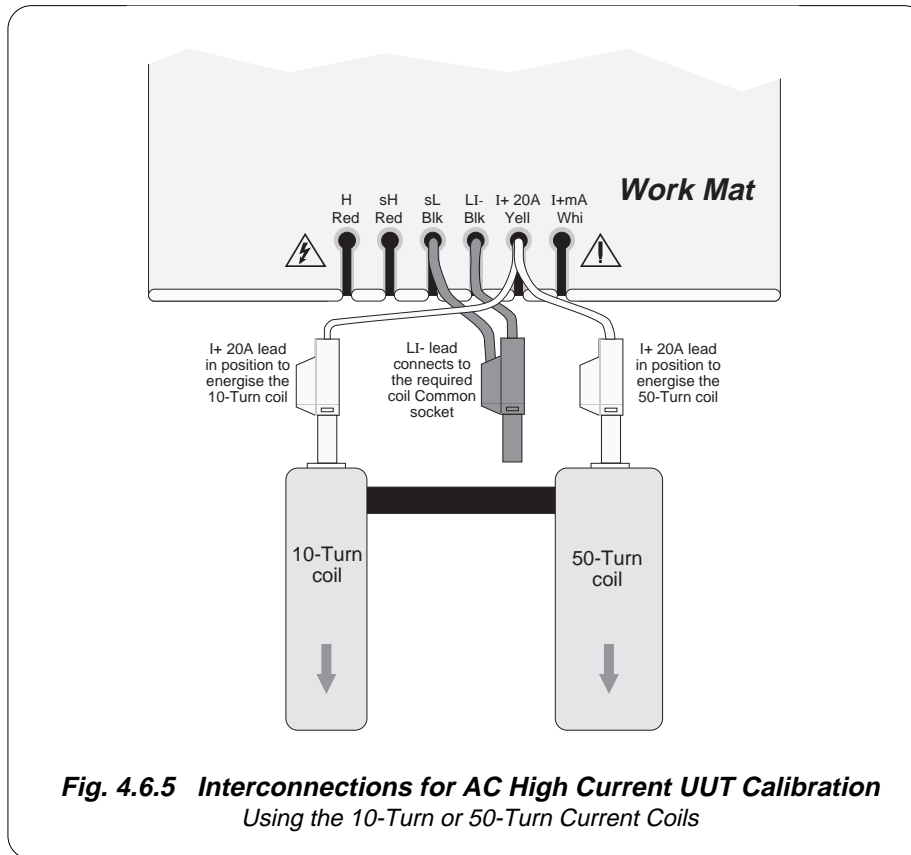 Work Mat
H sH sL LI- I+ 20A I+mA
Red Red Blk Blk Yell Whi
I+ 20A lead
in position to
energise the
10-Turn coil
LI- lead
connects to
the required
coil Common
socket
I+ 20A lead
in position to
energise the
50-Turn coil
10-Turn
coil
50-Turn
coil
Fig. 4.6.5 Interconnections for AC High Current UUT Calibration
Using the 10-Turn or 50-Turn Current Coils